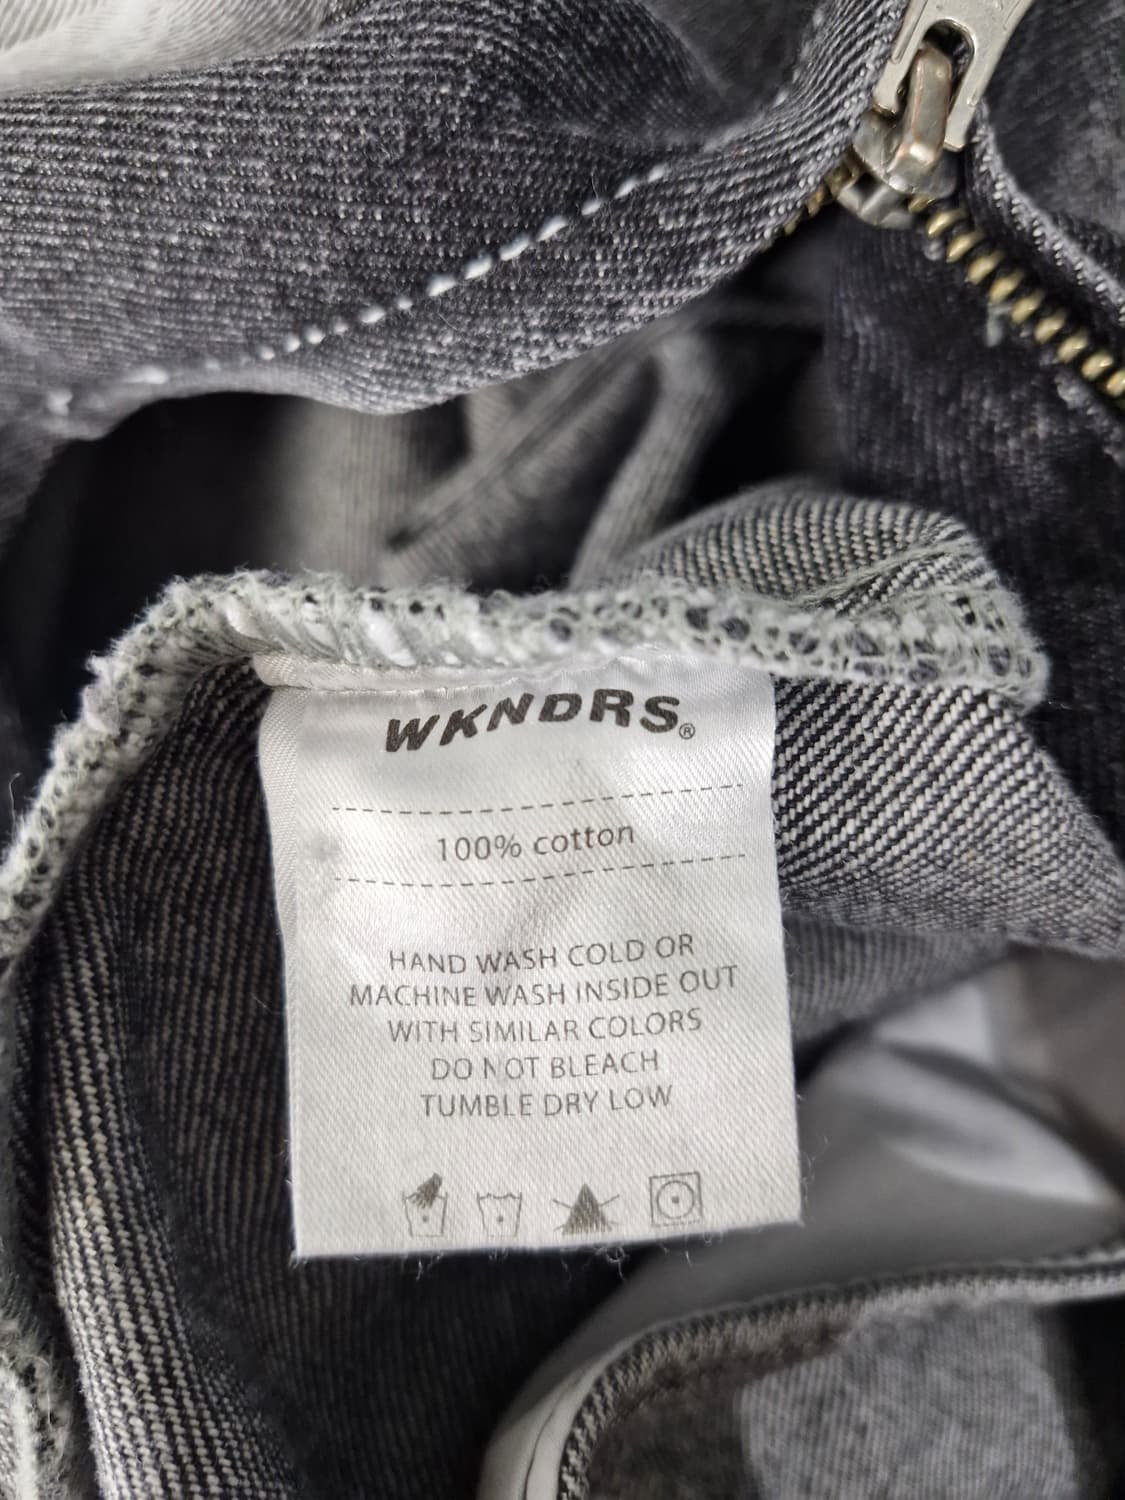 WKNDRS®
100% cotton
HAND WASH COLD OR
MACHINE WASH INSIDE OUT
WITH SIMILAR COLORS
DO NOT BLEACH
TUMBLE DRY LOW